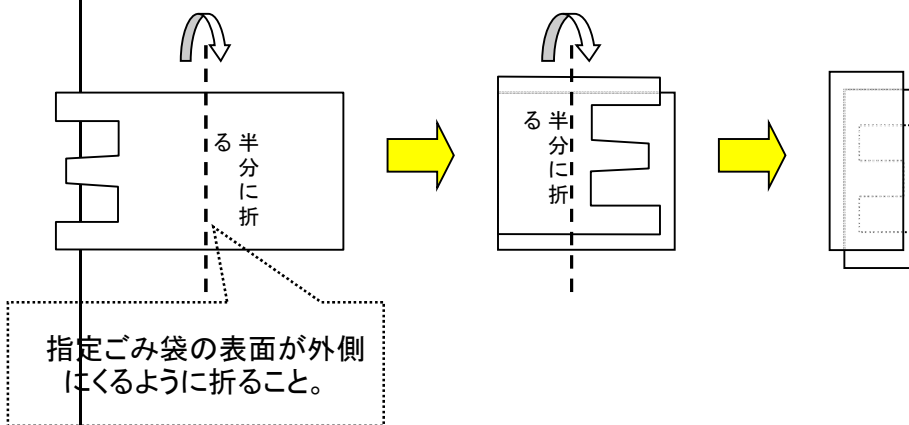 半分に折
る
半分に折
る
指定ごみ袋の表面が外側
にくるように折ること。